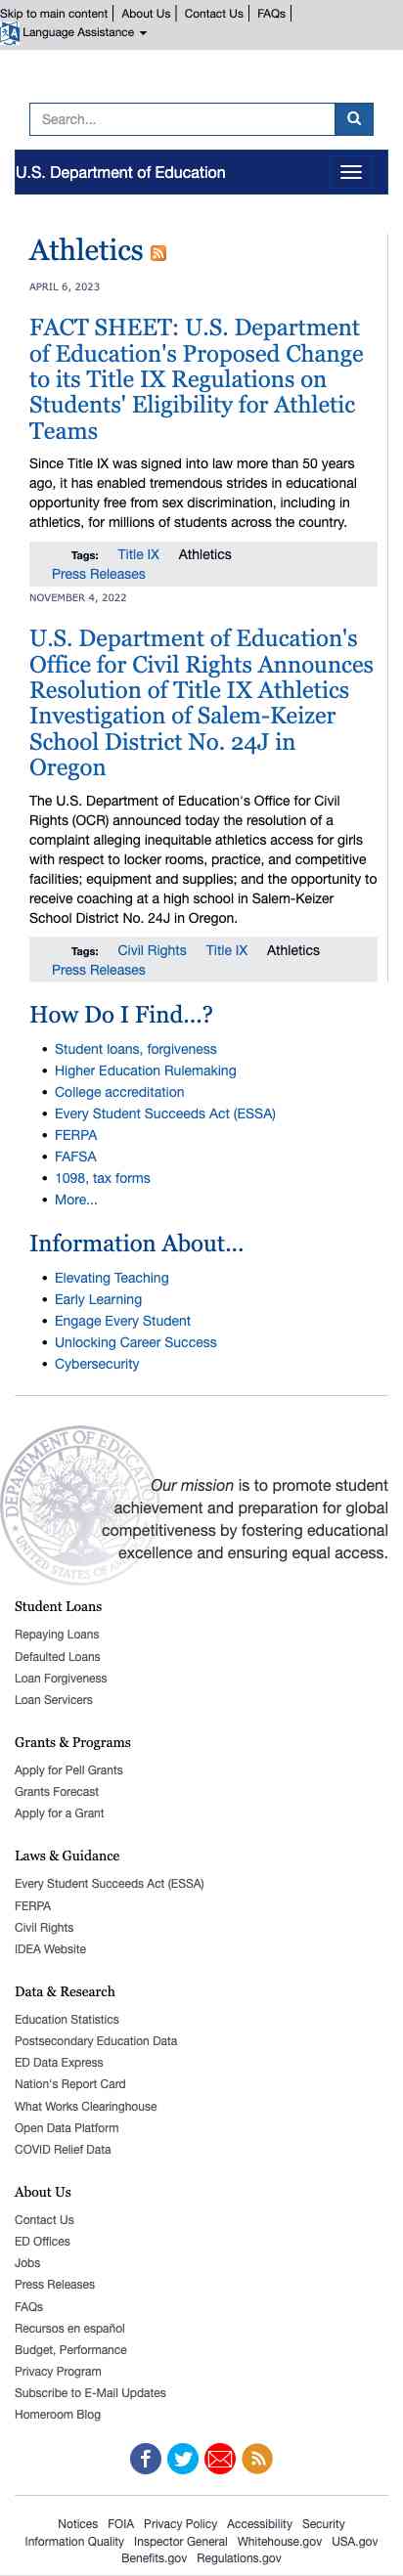 Skip to main content | About Us | Contact Us | FAQs |
Language Assistance
Search...
U.S. Department of Education
Athletics
APRIL 6, 2023
FACT SHEET: U.S. Department
of Education's Proposed Change
to its Title IX Regulations on
Students' Eligibility for Athletic
Teams
Since Title IX was signed into law more than 50 years
ago, it has enabled tremendous strides in educational
opportunity free from sex discrimination, including in
athletics, for millions of students across the country.
Tags: Title IX Athletics
Press Releases
NOVEMBER 4, 2022
U.S. Department of Education's
Office for Civil Rights Announces
Resolution of Title IX Athletics
Investigation of Salem-Keizer
School District No. 24J in
Oregon
The U.S. Department of Education's Office for Civil
Rights (OCR) announced today the resolution of a
complaint alleging inequitable athletics access for girls
with respect to locker rooms, practice, and competitive
facilities; equipment and supplies; and the opportunity to
receive coaching at a high school in Salem-Keizer
School District No. 24J in Oregon.
Tags: Civil Rights Title IX Athletics
Press Releases
How Do I Find...?
• Student loans, forgiveness
• Higher Education Rulemaking
• College accreditation
• Every Student Succeeds Act (ESSA)
• FERPA
• FAFSA
• 1098, tax forms
• More...
Information About...
• Elevating Teaching
• Early Learning
• Engage Every Student
• Unlocking Career Success
• Cybersecurity
DEPARTMENT OF EDUCATION
UNITED STATES OF AMERICA
Our mission is to promote student
achievement and preparation for global
competitiveness by fostering educational
excellence and ensuring equal access.
Student Loans
Repaying Loans
Defaulted Loans
Loan Forgiveness
Loan Servicers
Grants & Programs
Apply for Pell Grants
Grants Forecast
Apply for a Grant
Laws & Guidance
Every Student Succeeds Act (ESSA)
FERPA
Civil Rights
IDEA Website
Data & Research
Education Statistics
Postsecondary Education Data
ED Data Express
Nation's Report Card
What Works Clearinghouse
Open Data Platform
COVID Relief Data
About Us
Contact Us
ED Offices
Jobs
Press Releases
FAQs
Recursos en español
Budget, Performance
Privacy Program
Subscribe to E-Mail Updates
Homeroom Blog
Notices FOIA Privacy Policy Accessibility Security
Information Quality Inspector General Whitehouse.gov USA.gov
Benefits.gov Regulations.gov